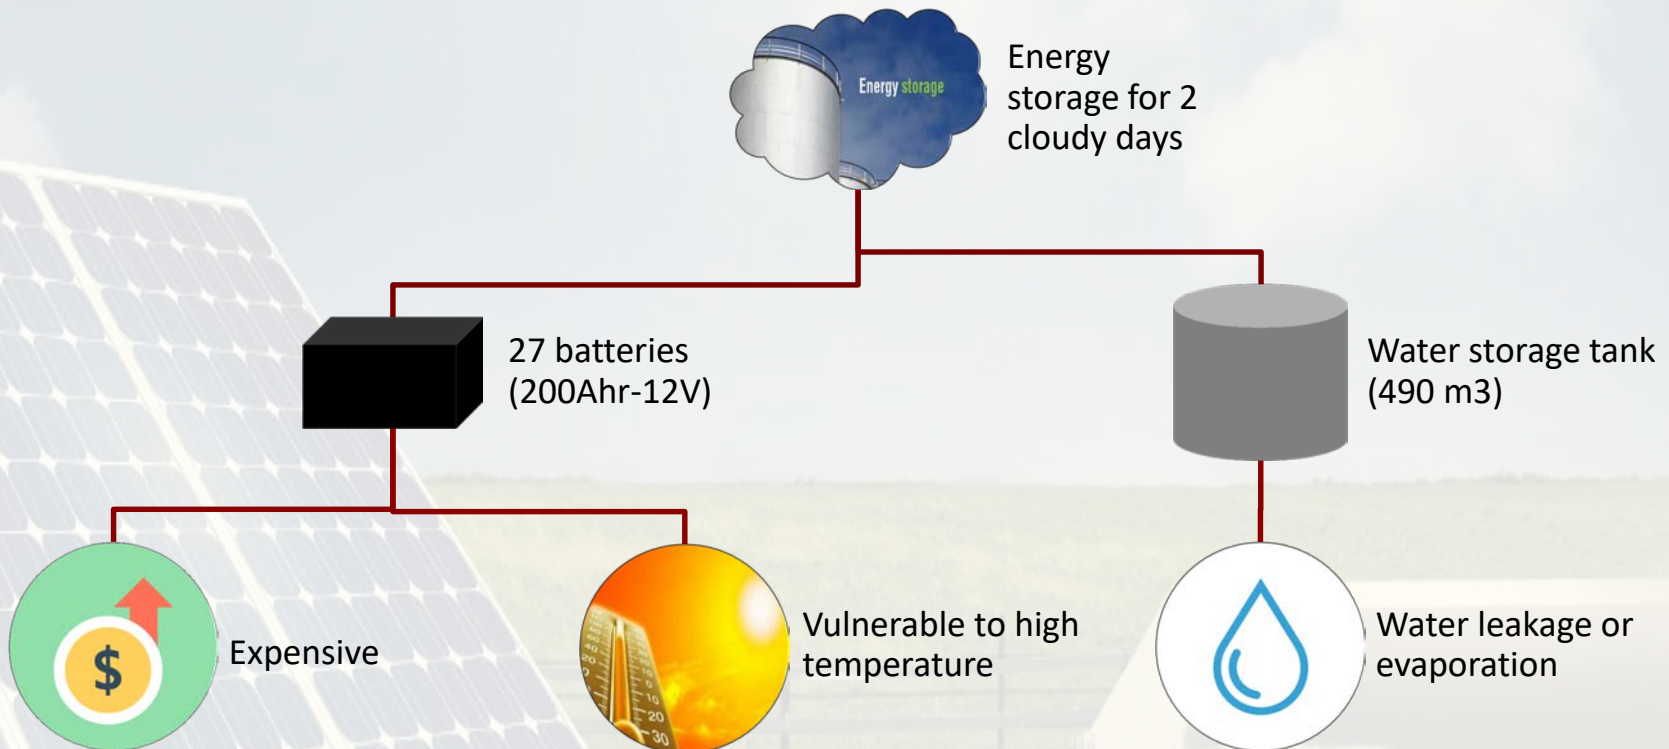 Energy storage
Energy
storage for 2
cloudy days
27 batteries
(200Ahr-12V)
Water storage tank
(490 m3)
$
Expensive
Vulnerable to high
temperature
Water leakage or
evaporation